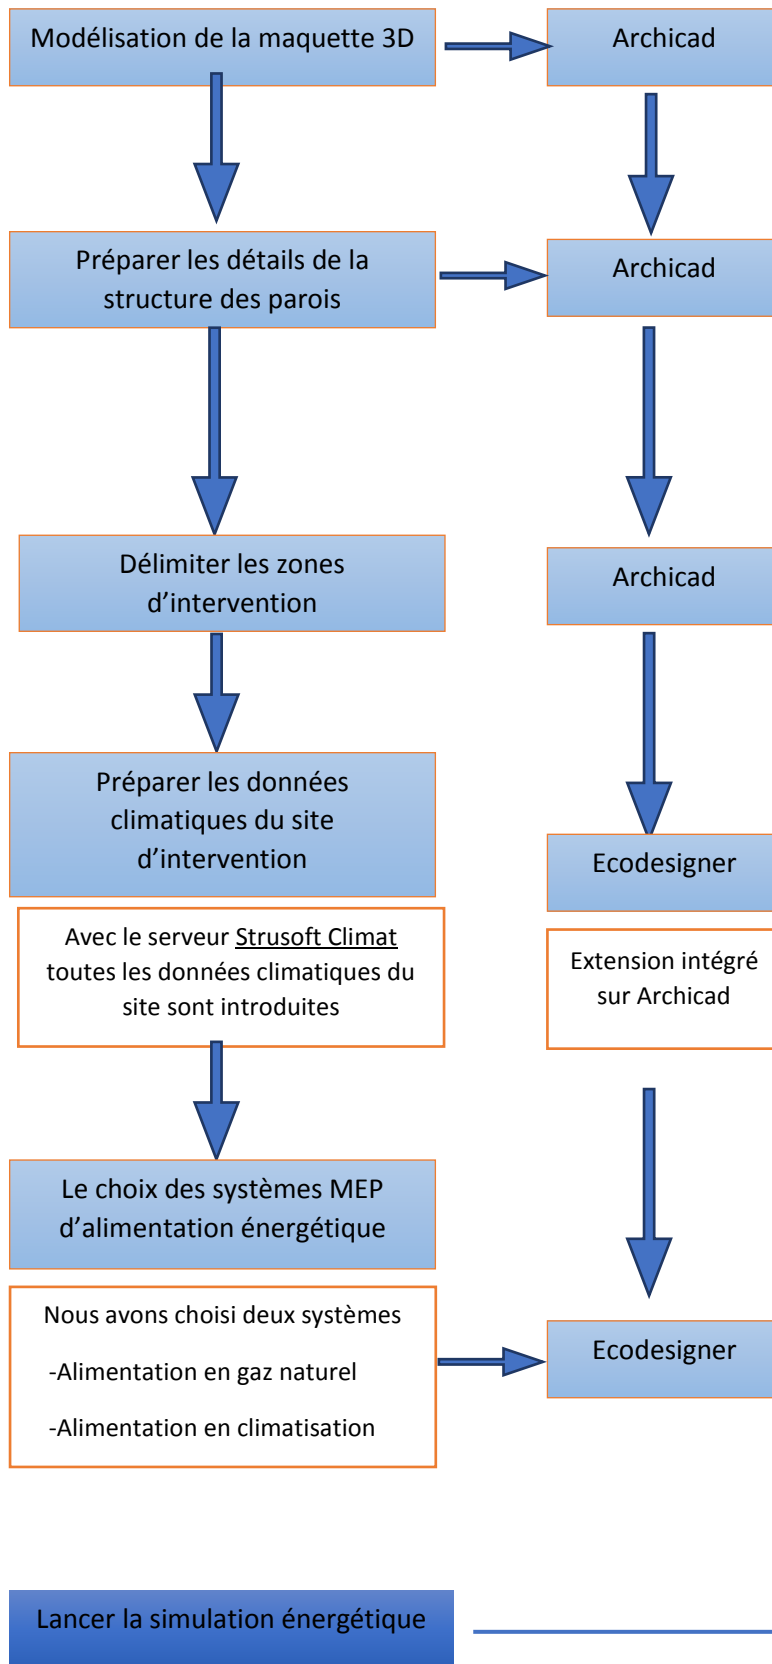 Modélisation de la maquette 3D
Archicad
Préparer les détails de la
structure des parois
Archicad
Délimiter les zones
d’intervention
Archicad
Préparer les données
climatiques du site
d’intervention
Ecodesigner
Avec le serveur Strusoft Climat
toutes les données climatiques du
site sont introduites
Extension intégré
sur Archicad
Le choix des systèmes MEP
d’alimentation énergétique
Nous avons choisi deux systèmes
-Alimentation en gaz naturel
-Alimentation en climatisation
Ecodesigner
Lancer la simulation énergétique